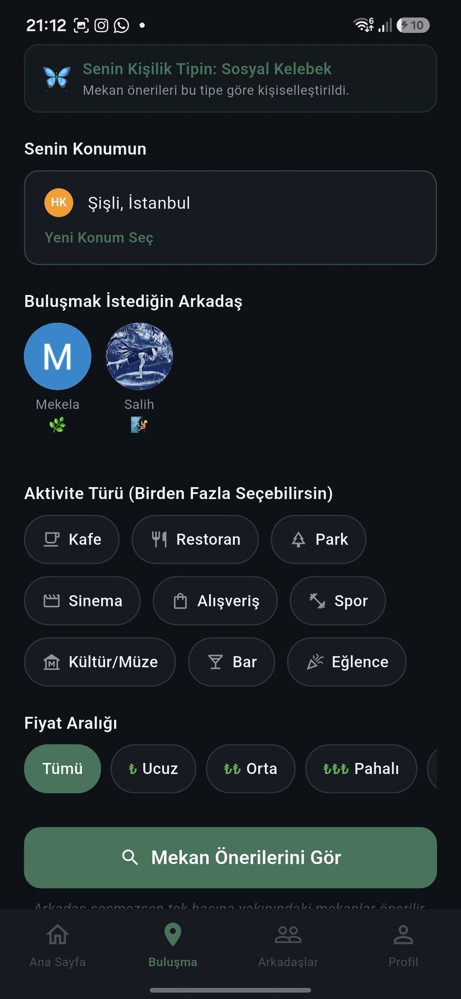 21:12
6
10
Senin Kişilik Tipin: Sosyal Kelebek
Mekan önerileri bu tipe göre kişiselleştirildi.
Senin Konumun
HK
Şişli, İstanbul
Yeni Konum Seç
Buluşmak İstediğin Arkadaş
M
Mekela
Salih
Aktivite Türü (Birden Fazla Seçebilirsin)
Kafe
Restoran
Park
Sinema
Alışveriş
Spor
Kültür/Müze
Bar
Eğlence
Fiyat Aralığı
Tümü
₺ Ucuz
₺₺ Orta
₺₺₺ Pahalı
Mekan Önerilerini Gör
Arkadaş seçmezsen tek başına yakınındaki mekanlar önerilir
Ana Sayfa
Buluşma
Arkadaşlar
Profil